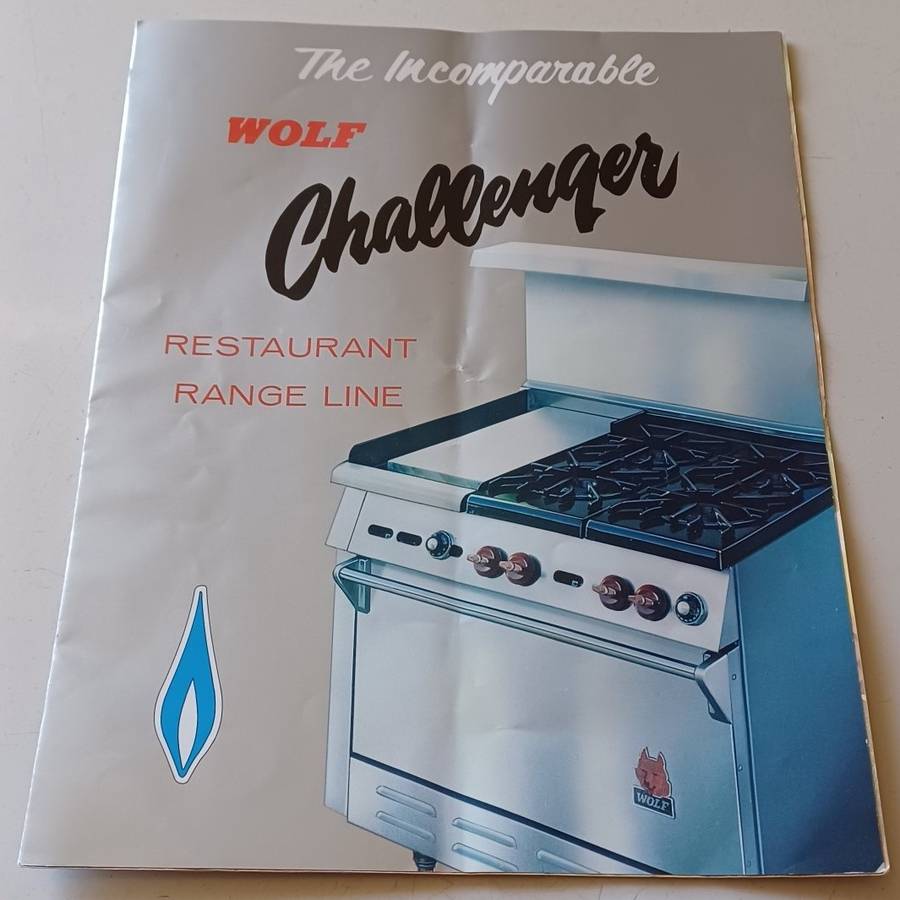 The Incomparable
WOLF
Challenger
RESTAURANT
RANGE LINE
WOLF